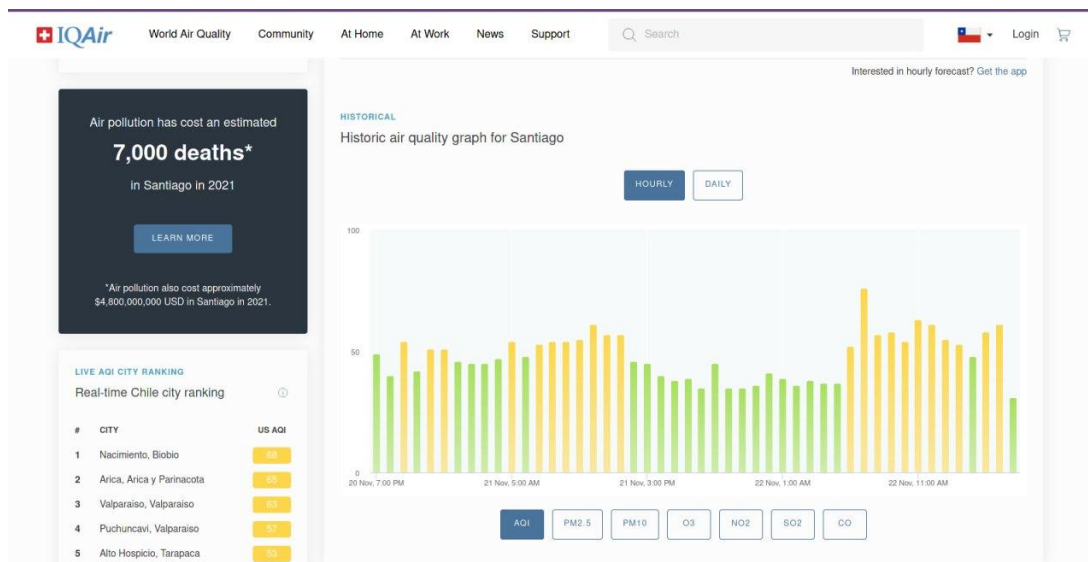 IQAir World Air Quality Community At Home At Work News Support Search Login
Interested in hourly forecast? Get the app
Air pollution has cost an estimated
7,000 deaths*
in Santiago in 2021
LEARN MORE
*Air pollution also cost approximately
$4,800,000,000 USD in Santiago in 2021.
LIVE AQI CITY RANKING
Real-time Chile city ranking
# CITY US AQI
1 Nacimiento, Biobio 68
2 Arica, Arica y Parinacota 65
3 Valparaiso, Valparaiso 63
4 Puchuncavi, Valparaiso 57
5 Alto Hospicio, Tarapaca 53
HISTORICAL
Historic air quality graph for Santiago
HOURLY DAILY
100
50
0
20 Nov, 7:00 PM 21 Nov, 5:00 AM 21 Nov, 3:00 PM 22 Nov, 1:00 AM 22 Nov, 11:00 AM
AQI PM2.5 PM10 O3 NO2 SO2 CO